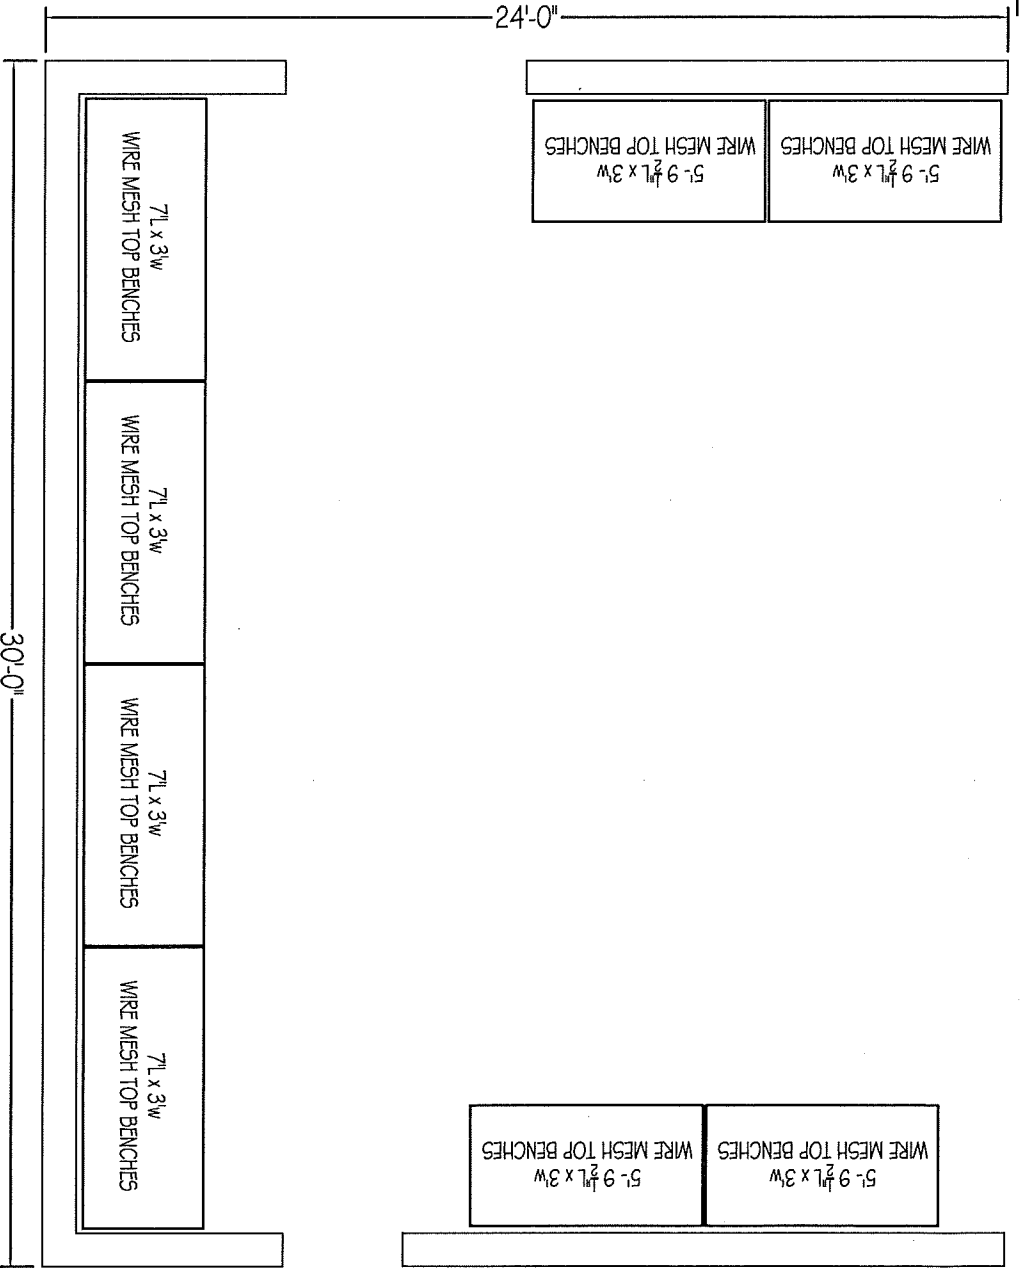 24'-0"
5'- 9 ½"L x 3'W
WIRE MESH TOP BENCHES
5'- 9 ½"L x 3'W
WIRE MESH TOP BENCHES
7'L x 3'W
WIRE MESH TOP BENCHES
7'L x 3'W
WIRE MESH TOP BENCHES
7'L x 3'W
WIRE MESH TOP BENCHES
7'L x 3'W
WIRE MESH TOP BENCHES
30'-0"
5'- 9 ½"L x 3'W
WIRE MESH TOP BENCHES
5'- 9 ½"L x 3'W
WIRE MESH TOP BENCHES